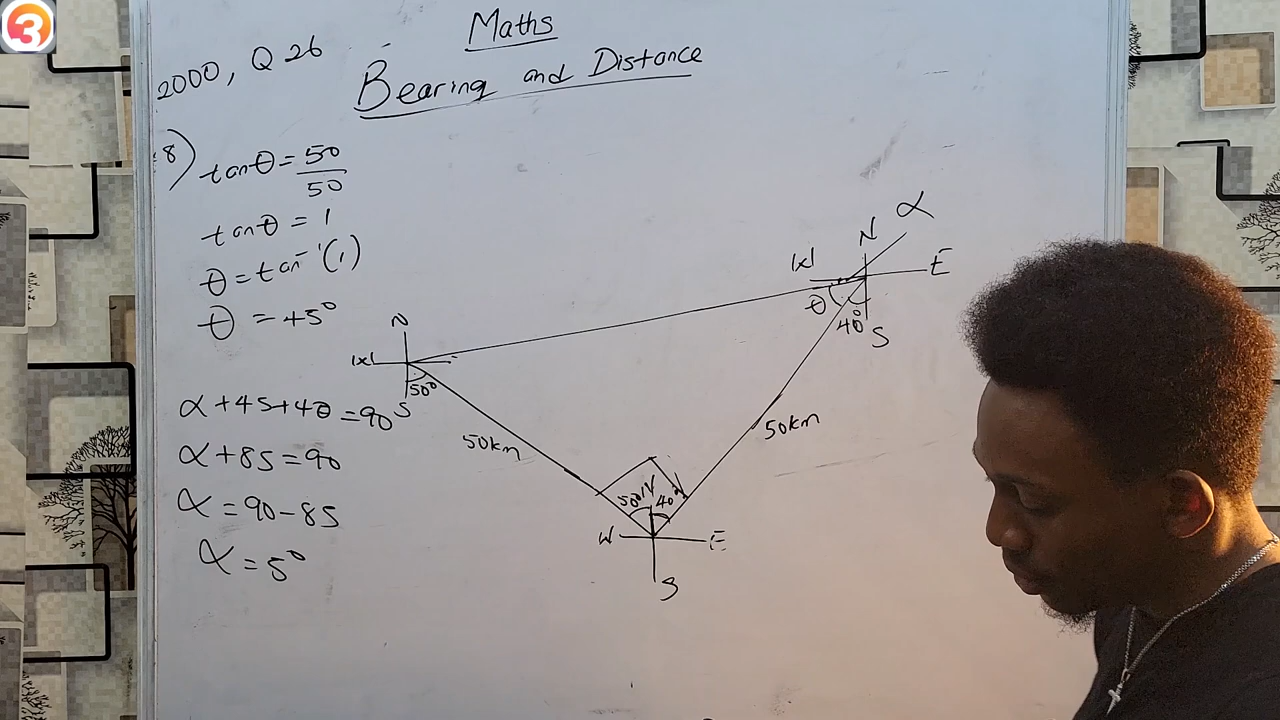 3
Maths
2000, Q 26
Bearing and Distance
8)
tanθ = 50/50
tanθ = 1
θ = tan⁻¹(1)
θ = 45°
α + 45 + 40 = 90
α + 85 = 90
α = 90 - 85
α = 5°
α
N
W
E
θ
40°
S
N
W
50°
S
50km
50km
50°
N
40°
W
E
S